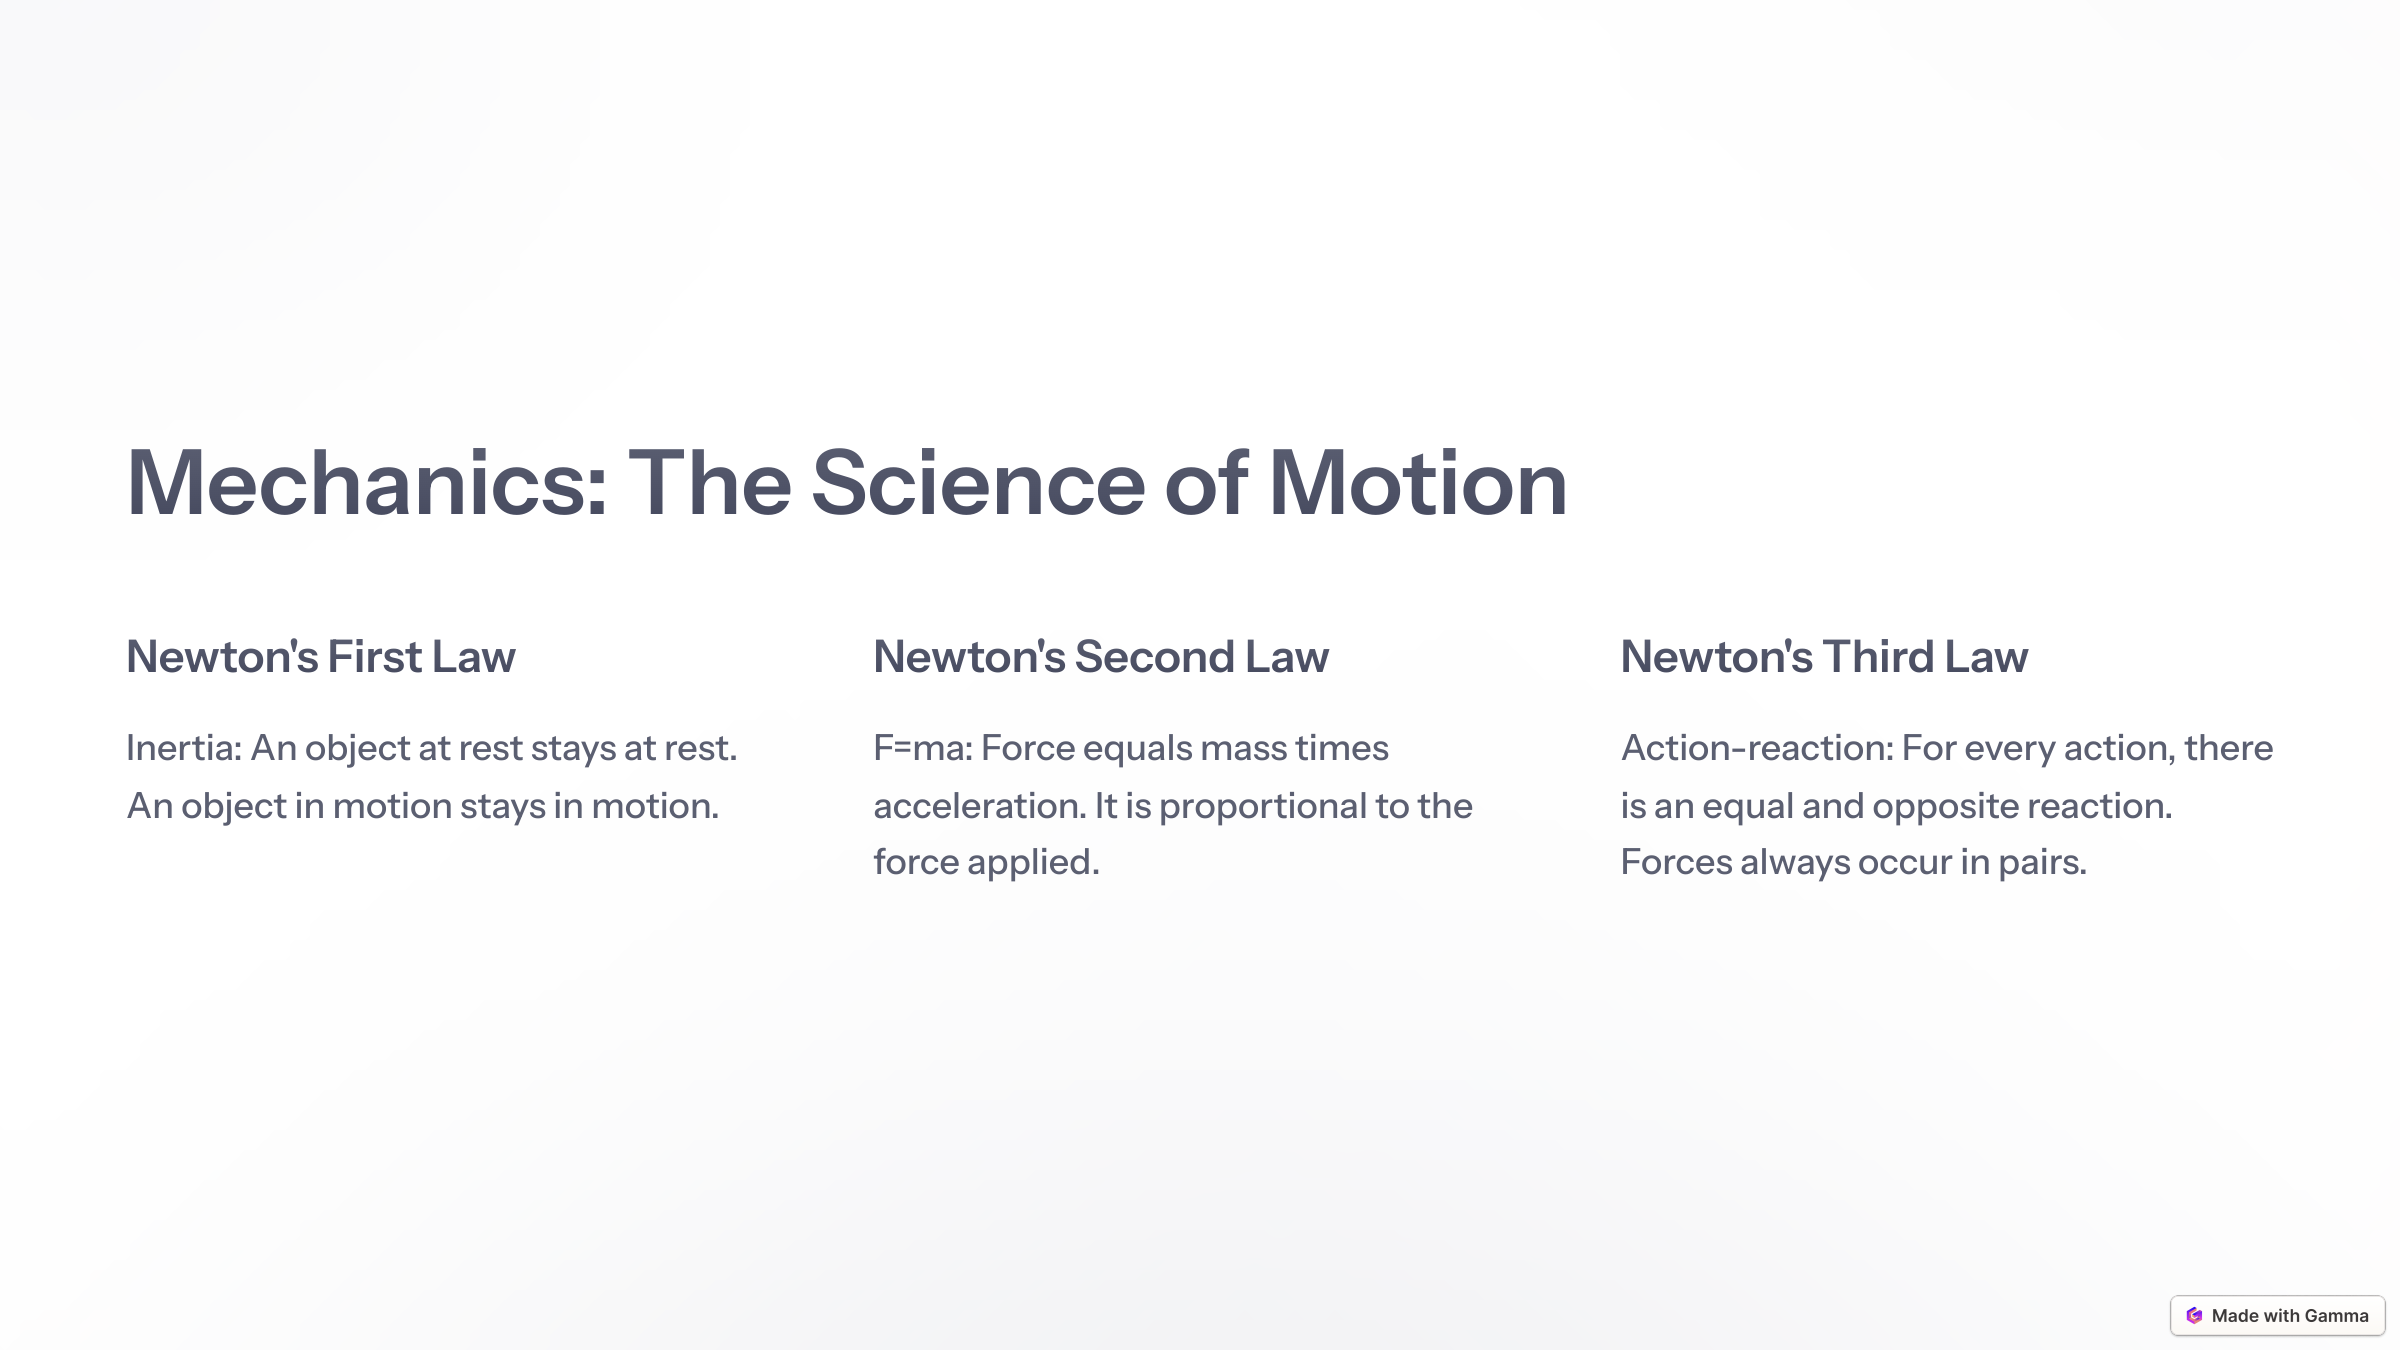 Mechanics: The Science of Motion
Newton's First Law
Inertia: An object at rest stays at rest.
An object in motion stays in motion.
Newton's Second Law
F=ma: Force equals mass times
acceleration. It is proportional to the
force applied.
Newton's Third Law
Action-reaction: For every action, there
is an equal and opposite reaction.
Forces always occur in pairs.
Made with Gamma